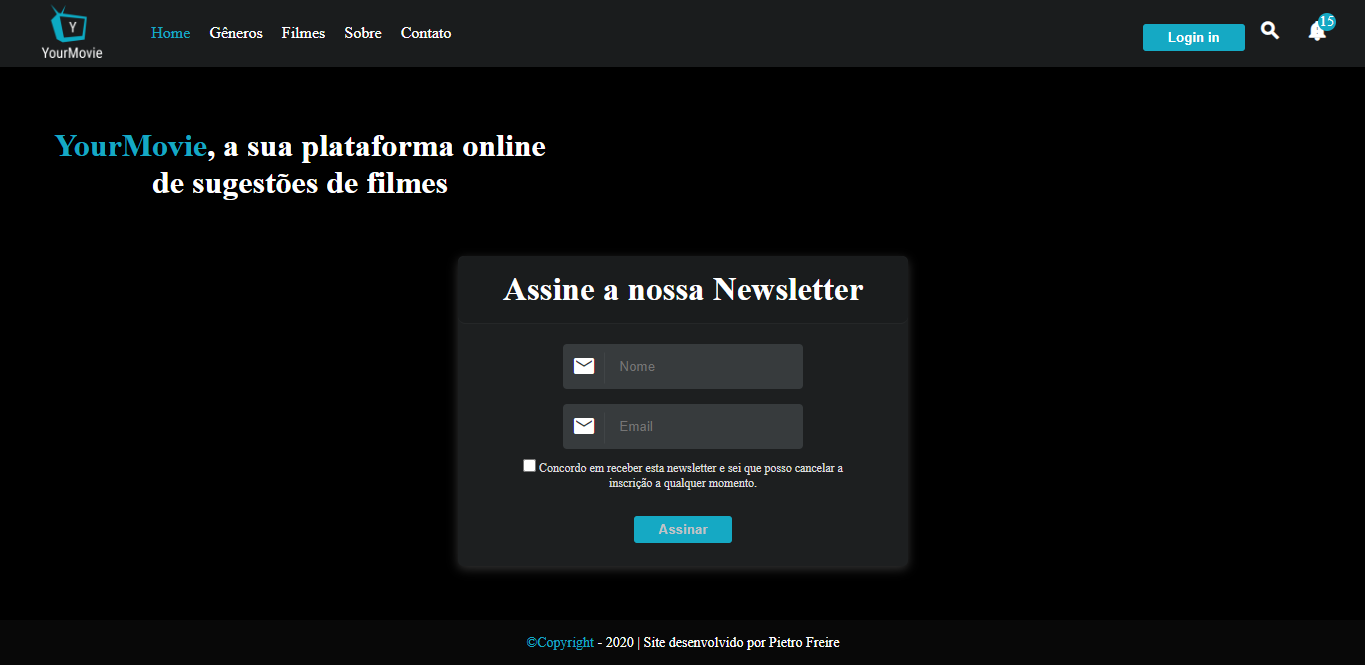 Y
YourMovie
Home Gêneros Filmes Sobre Contato
Login in
15
YourMovie, a sua plataforma online
de sugestões de filmes
Assine a nossa Newsletter
Nome
Email
Concordo em receber esta newsletter e sei que posso cancelar a
inscrição a qualquer momento.
Assinar
©Copyright - 2020 | Site desenvolvido por Pietro Freire